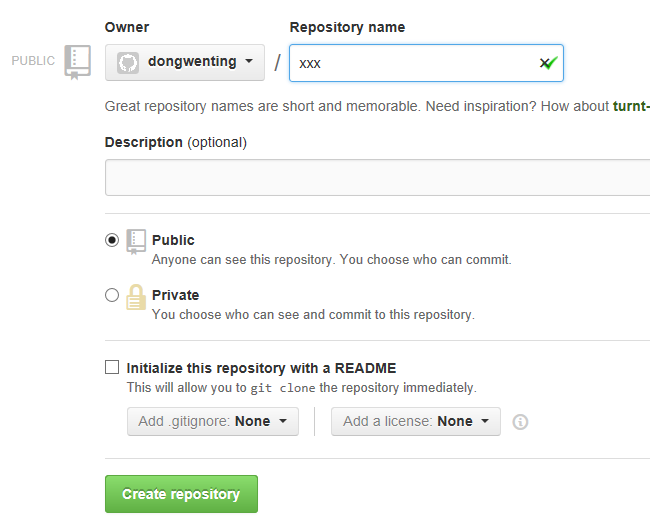 Owner Repository name
PUBLIC dongwenting / xxx
Great repository names are short and memorable. Need inspiration? How about turnt-
Description (optional)
Public
Anyone can see this repository. You choose who can commit.
Private
You choose who can see and commit to this repository.
Initialize this repository with a README
This will allow you to git clone the repository immediately.
Add .gitignore: None Add a license: None
Create repository